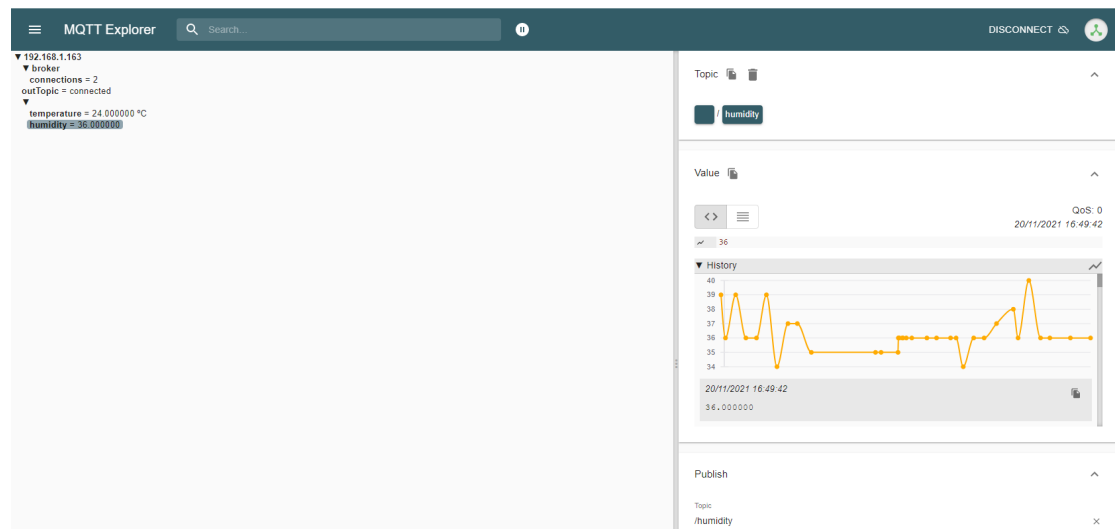 MQTT Explorer
Search...
DISCONNECT
▼ 192.168.1.163
▼ broker
connections = 2
outTopic = connected
▼
temperature = 24.000000 ºC
humidity = 36.000000
Topic
/ humidity
Value
QoS: 0
20/11/2021 16:49:42
36
▼ History
40
39
38
37
36
35
34
20/11/2021 16:49:42
36.000000
Publish
Topic
/humidity